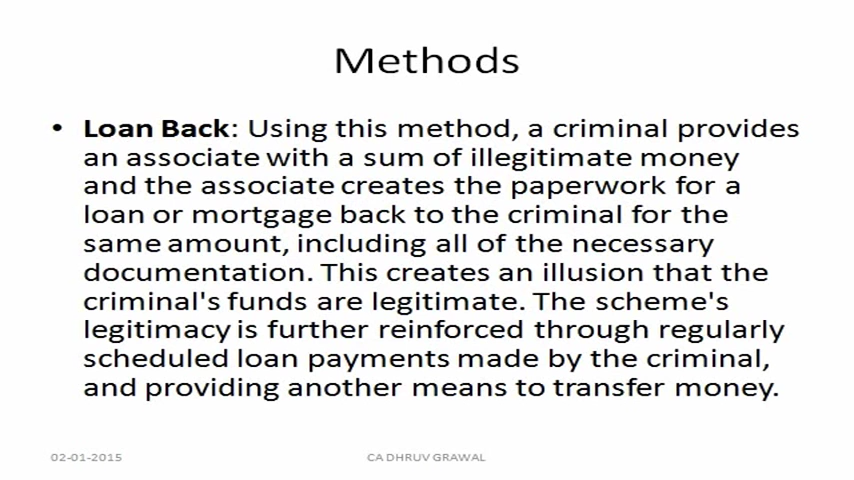 Methods
• Loan Back: Using this method, a criminal provides
an associate with a sum of illegitimate money
and the associate creates the paperwork for a
loan or mortgage back to the criminal for the
same amount, including all of the necessary
documentation. This creates an illusion that the
criminal's funds are legitimate. The scheme's
legitimacy is further reinforced through regularly
scheduled loan payments made by the criminal,
and providing another means to transfer money.
02-01-2015
CA DHRUV GRAWAL